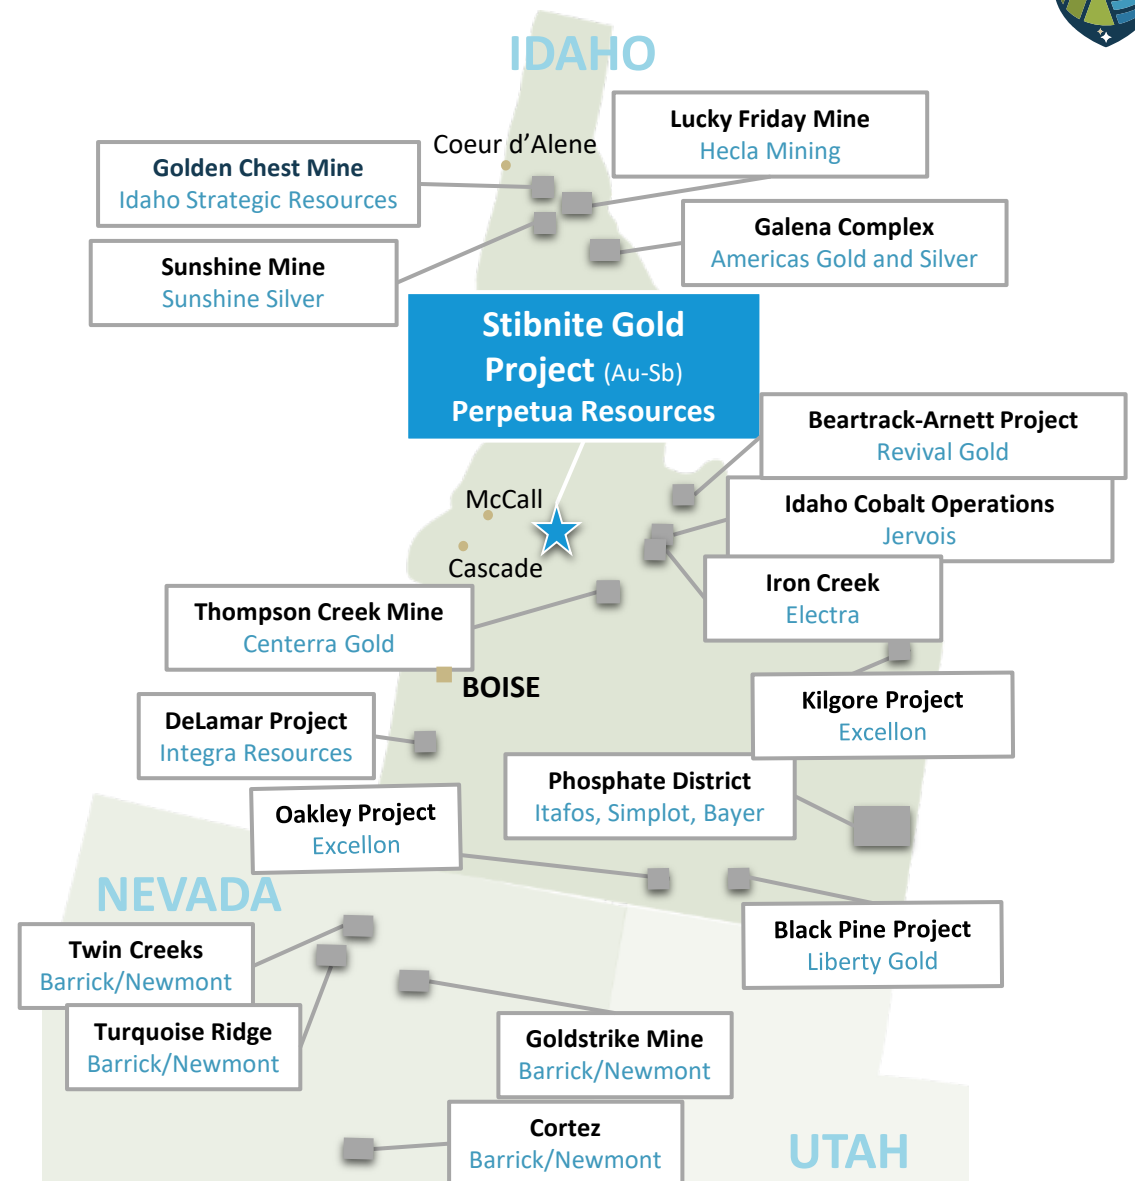 IDAHO
Lucky Friday Mine
Hecla Mining
Coeur d’Alene
Golden Chest Mine
Idaho Strategic Resources
Galena Complex
Americas Gold and Silver
Sunshine Mine
Sunshine Silver
Stibnite Gold
Project (Au-Sb)
Perpetua Resources
Beartrack-Arnett Project
Revival Gold
McCall
Idaho Cobalt Operations
Jervois
Cascade
Iron Creek
Electra
Thompson Creek Mine
Centerra Gold
BOISE
Kilgore Project
Excellon
DeLamar Project
Integra Resources
Phosphate District
Itafos, Simplot, Bayer
Oakley Project
Excellon
NEVADA
Black Pine Project
Liberty Gold
Twin Creeks
Barrick/Newmont
Turquoise Ridge
Barrick/Newmont
Goldstrike Mine
Barrick/Newmont
Cortez
Barrick/Newmont
UTAH